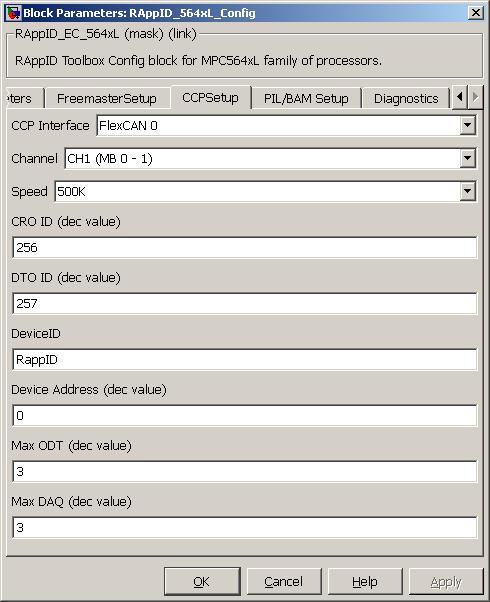 Block Parameters: RAppID_564xL_Config
RAppID_EC_564xL (mask) (link)
RAppID Toolbox Config block for MPC564xL family of processors.
eters FreemasterSetup CCPSetup PIL/BAM Setup Diagnostics
CCP Interface FlexCAN 0
Channel CH1 (MB 0 - 1)
Speed 500K
CRO ID (dec value)
256
DTO ID (dec value)
257
DeviceID
RappID
Device Address (dec value)
0
Max ODT (dec value)
3
Max DAQ (dec value)
3
OK Cancel Help Apply